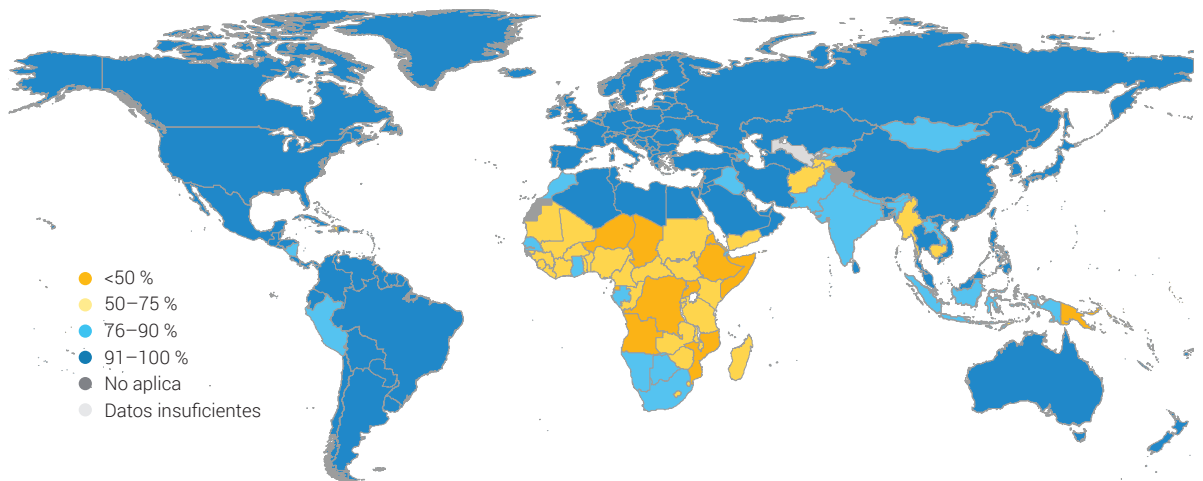 <50 %
50–75 %
76–90 %
91–100 %
No aplica
Datos insuficientes